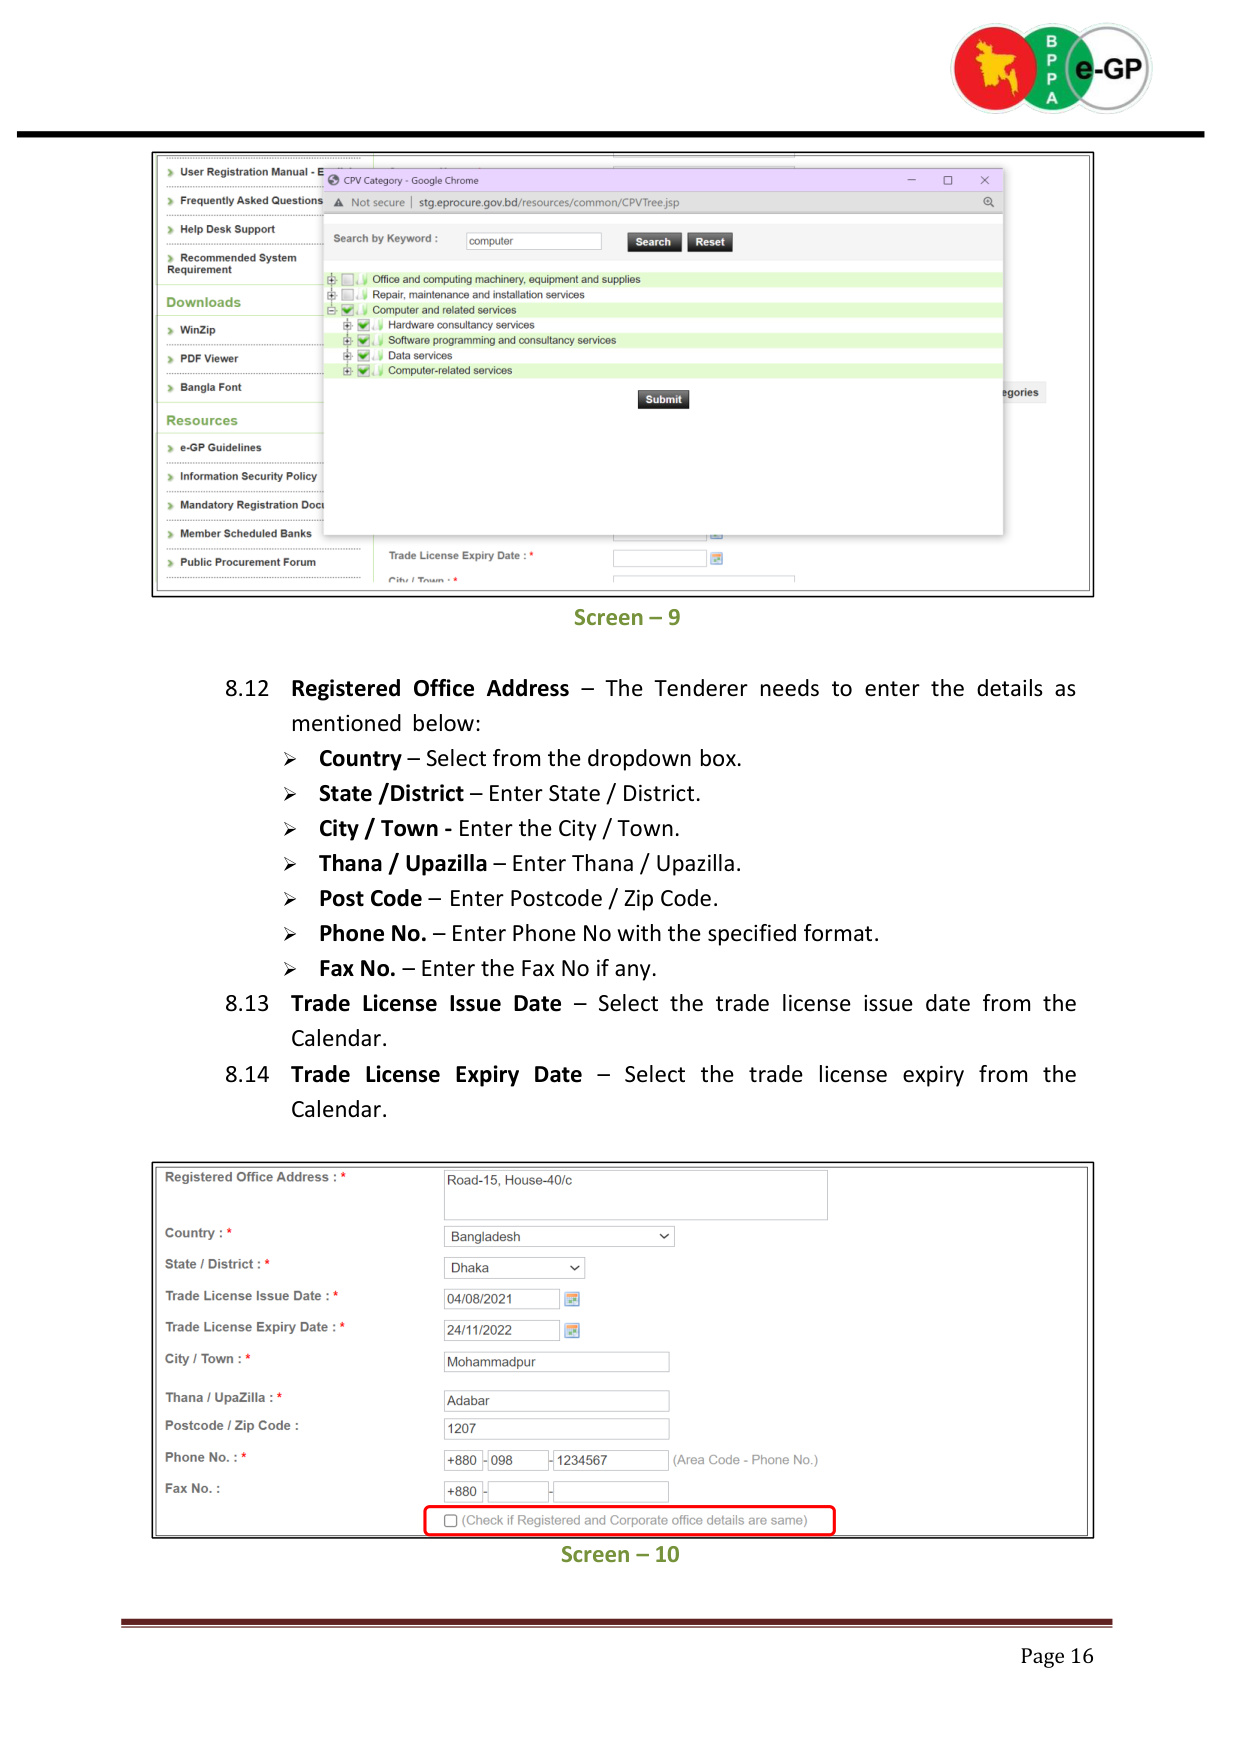 B
P
P
A
e-GP
User Registration Manual - E
Frequently Asked Questions
Help Desk Support
Recommended System
Requirement
Downloads
WinZip
PDF Viewer
Bangla Font
Resources
e-GP Guidelines
Information Security Policy
Mandatory Registration Docu
Member Scheduled Banks
Public Procurement Forum
CPV Category - Google Chrome
Not secure | stg.eprocure.gov.bd/resources/common/CPVTree.jsp
Search by Keyword : computer Search Reset
Office and computing machinery, equipment and supplies
Repair, maintenance and installation services
Computer and related services
Hardware consultancy services
Software programming and consultancy services
Data services
Computer-related services
Submit
egories
Trade License Expiry Date : *
City / Town : *
Screen – 9
8.12 Registered Office Address – The Tenderer needs to enter the details as
mentioned below:
➢ Country – Select from the dropdown box.
➢ State /District – Enter State / District.
➢ City / Town - Enter the City / Town.
➢ Thana / Upazilla – Enter Thana / Upazilla.
➢ Post Code – Enter Postcode / Zip Code.
➢ Phone No. – Enter Phone No with the specified format.
➢ Fax No. – Enter the Fax No if any.
8.13 Trade License Issue Date – Select the trade license issue date from the
Calendar.
8.14 Trade License Expiry Date – Select the trade license expiry from the
Calendar.
Registered Office Address : * Road-15, House-40/c
Country : * Bangladesh
State / District : * Dhaka
Trade License Issue Date : * 04/08/2021
Trade License Expiry Date : * 24/11/2022
City / Town : * Mohammadpur
Thana / UpaZilla : * Adabar
Postcode / Zip Code : 1207
Phone No. : * +880 - 098 - 1234567 (Area Code - Phone No.)
Fax No. : +880 - -
(Check if Registered and Corporate office details are same)
Screen – 10
Page 16